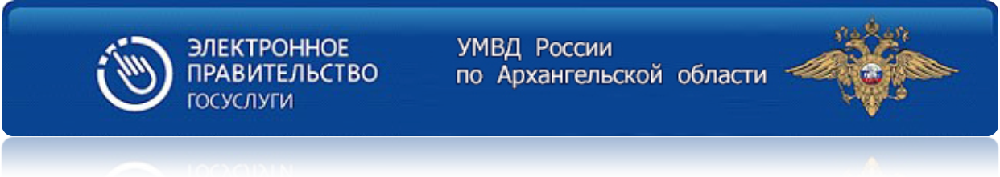 ЭЛЕКТРОННОЕ
ПРАВИТЕЛЬСТВО
ГОСУСЛУГИ
УМВД России
по Архангельской области